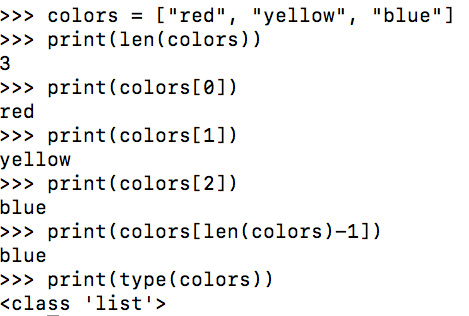 >>> colors = ["red", "yellow", "blue"]
>>> print(len(colors))
3
>>> print(colors[0])
red
>>> print(colors[1])
yellow
>>> print(colors[2])
blue
>>> print(colors[len(colors)-1])
blue
>>> print(type(colors))
<class 'list'>